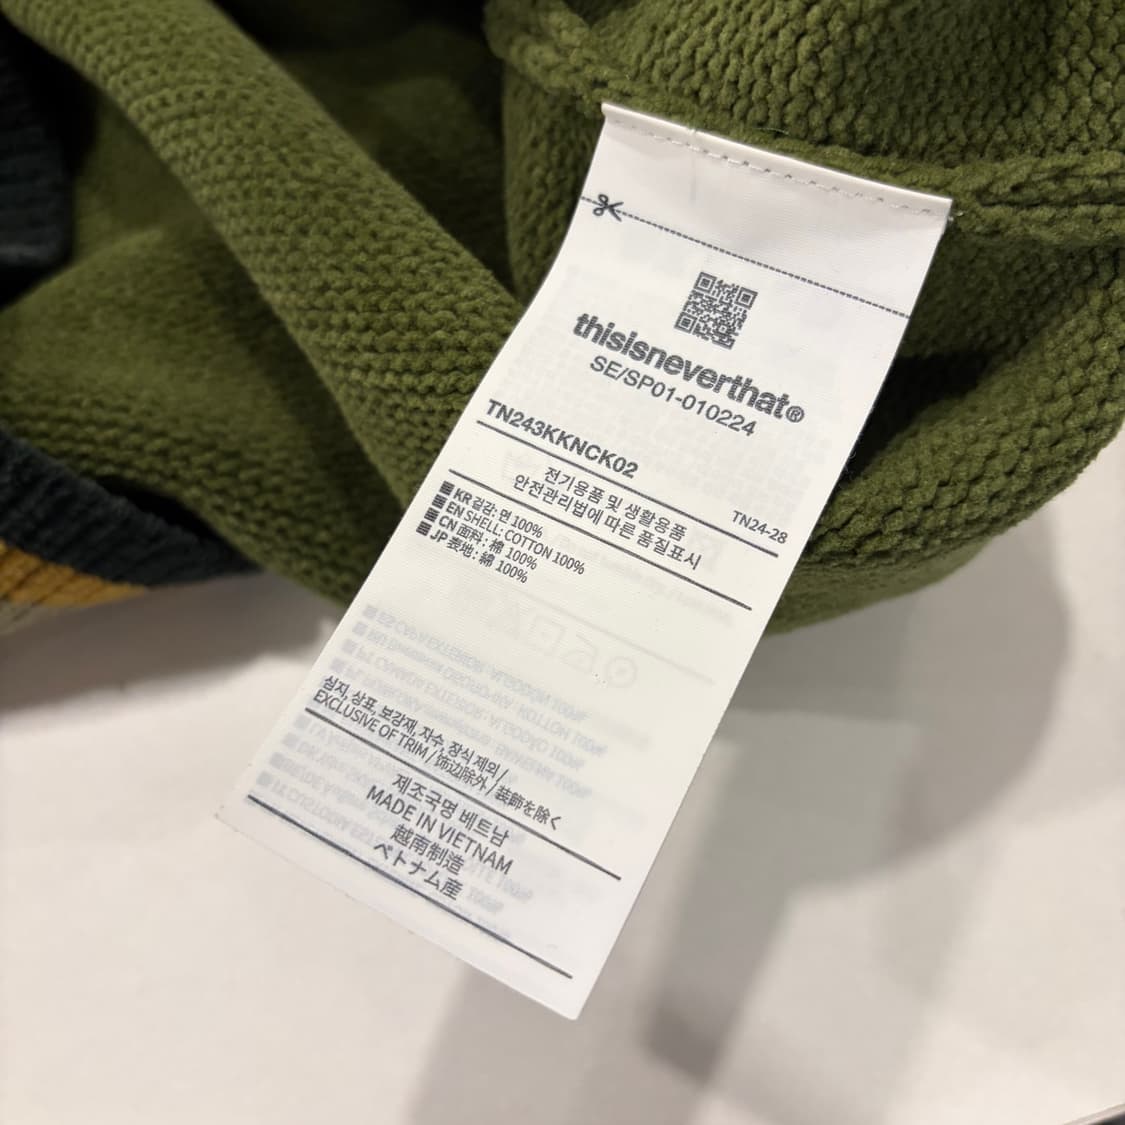 thisisneverthat®
SE/SP01-010224
TN243KKNCK02
TN24-28
전기용품 및 생활용품
안전관리법에 따른 품질표시
KR 겉감: 면 100%
EN SHELL: COTTON 100%
CN 面料: 棉 100%
JP 表地: 綿 100%
심지, 상표, 보강재, 자수, 장식 제외 /
EXCLUSIVE OF TRIM / 饰边除外 / 装飾を除く
제조국명 베트남
MADE IN VIETNAM
越南制造
ベトナム産